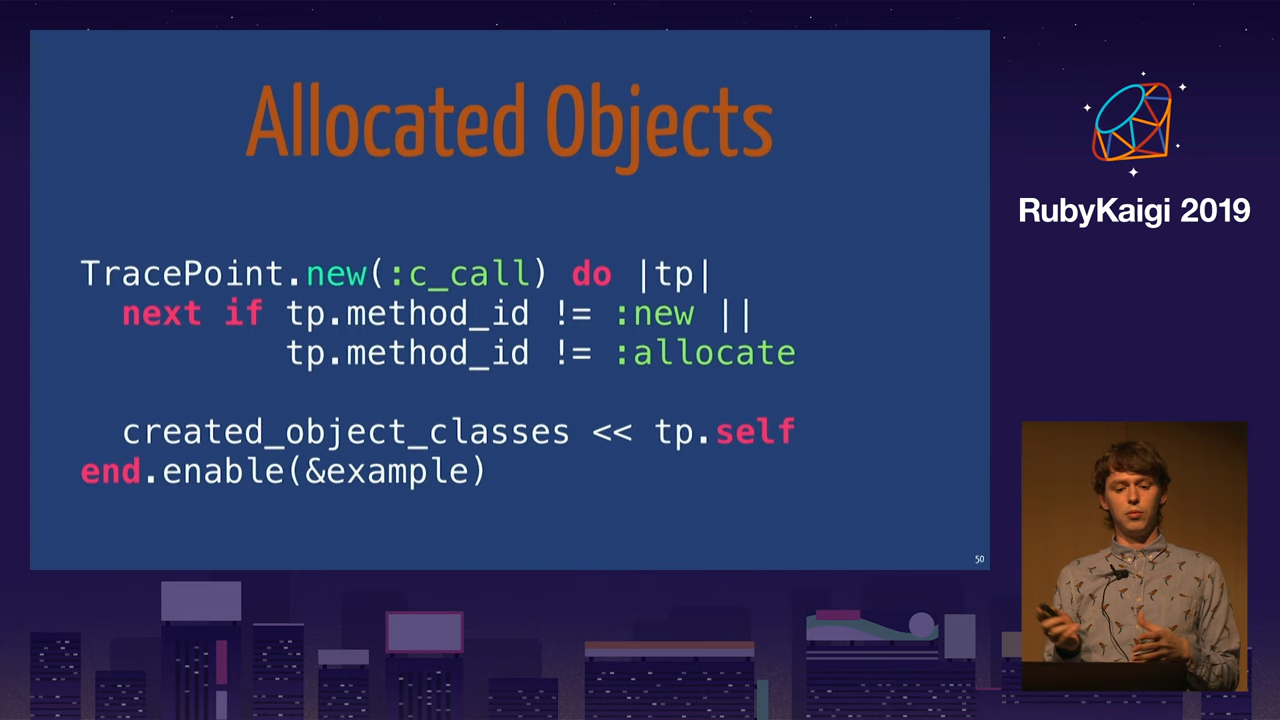 Allocated Objects
TracePoint.new(:c_call) do |tp|
next if tp.method_id != :new ||
tp.method_id != :allocate
created_object_classes << tp.self
end.enable(&example)
50
RubyKaigi 2019